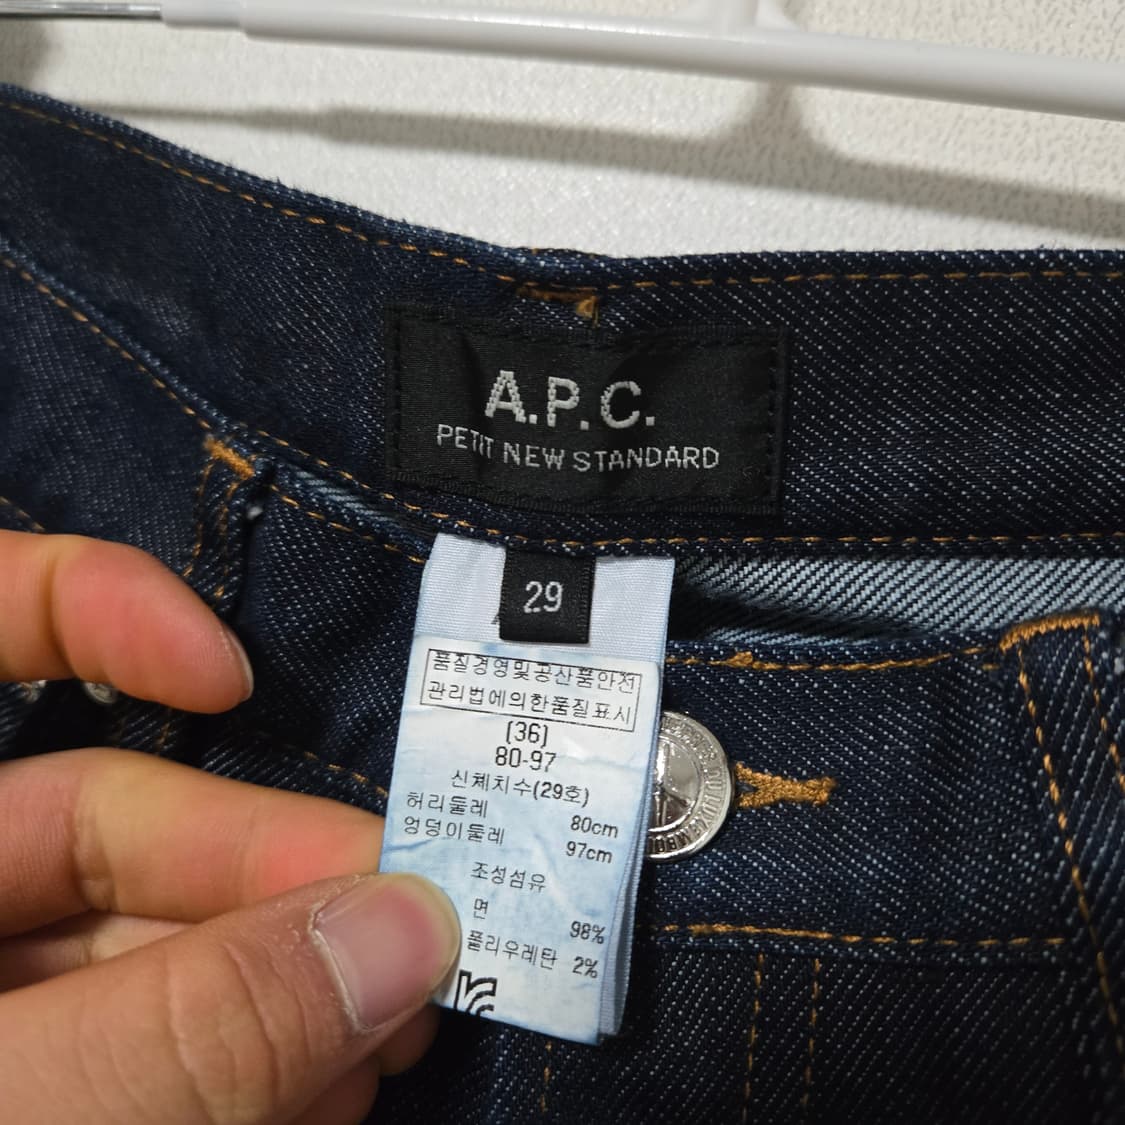 A.P.C.
PETIT NEW STANDARD
29
품질경영및공산품안전
관리법에의한품질표시
(36)
80-97
신체치수(29호)
허리둘레 80cm
엉덩이둘레 97cm
조성섬유
면 98%
폴리우레탄 2%